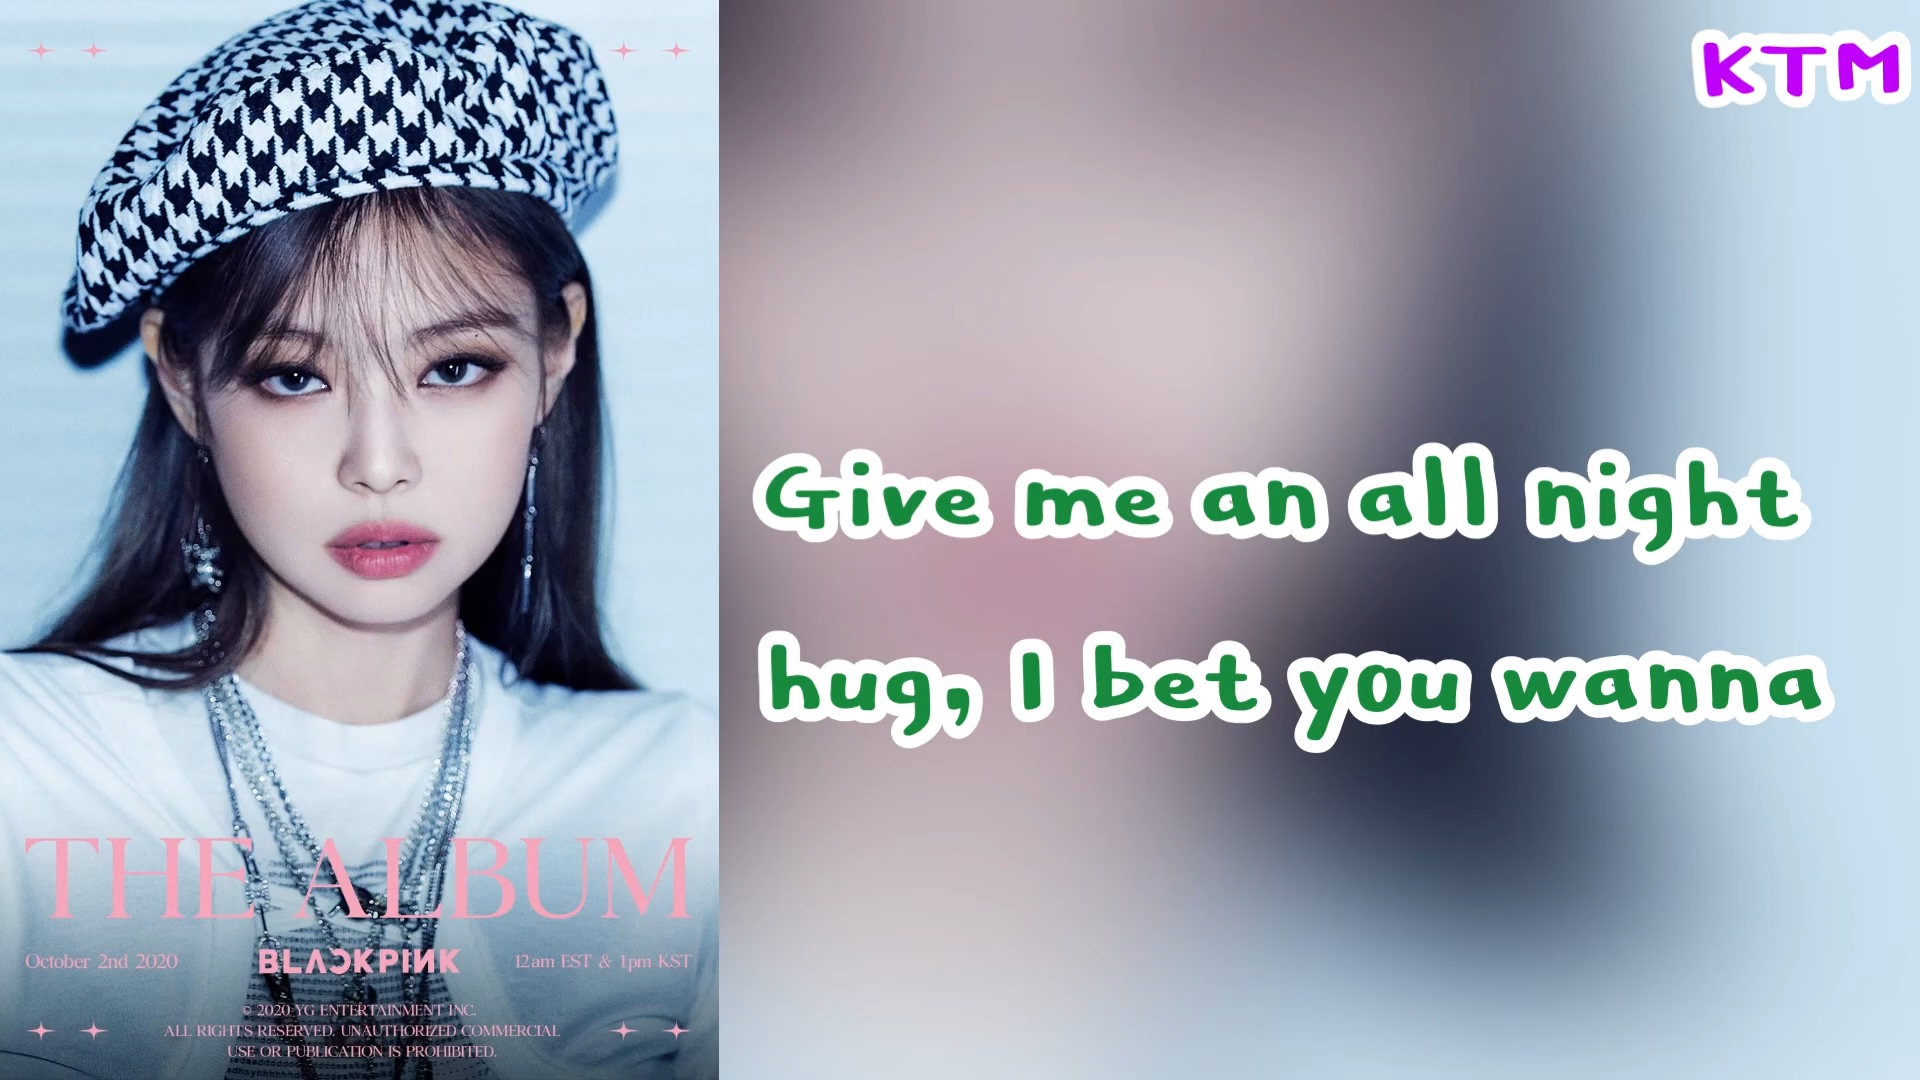 KTM
Give me an all night
hug, I bet you wanna
THE ALBUM
October 2nd 2020
BLACKPINK
12am EST & 1pm KST
© 2020 YG ENTERTAINMENT INC.
ALL RIGHTS RESERVED. UNAUTHORIZED COMMERCIAL
USE OR PUBLICATION IS PROHIBITED.